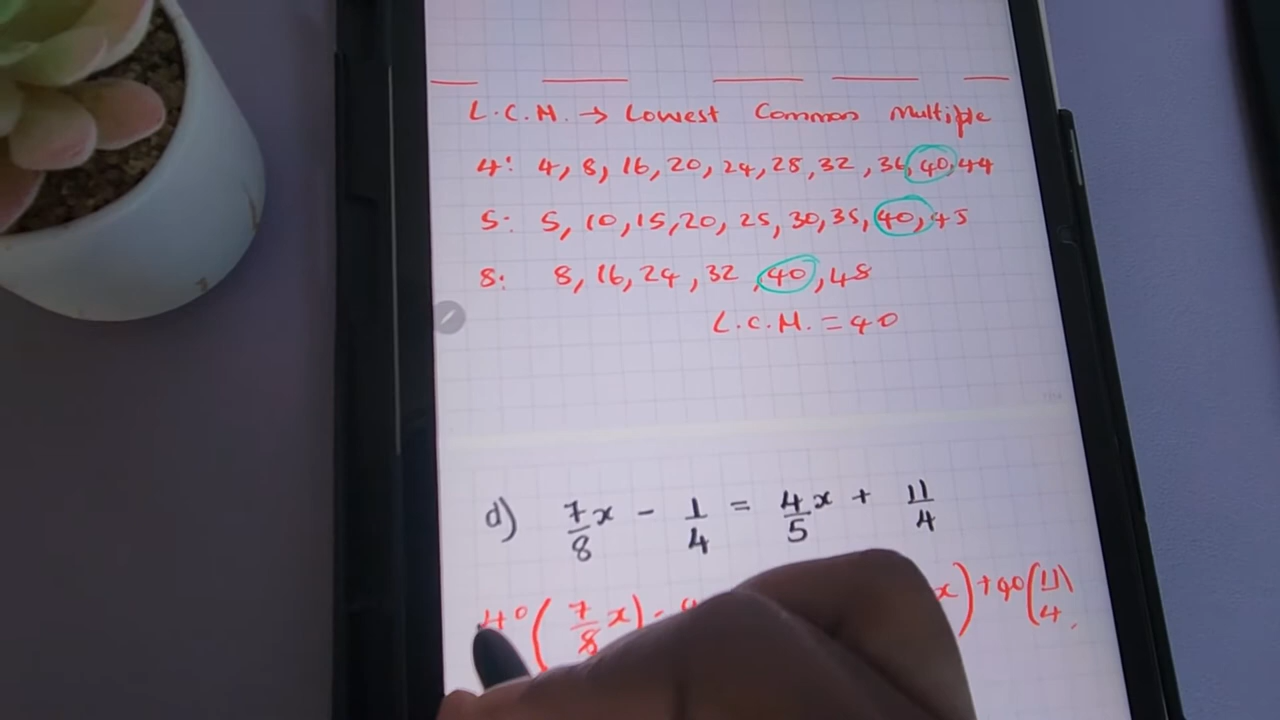 L.C.M. → Lowest Common Multiple
4: 4, 8, 16, 20, 24, 28, 32, 36, 40, 44
5: 5, 10, 15, 20, 25, 30, 35, 40, 45
8: 8, 16, 24, 32, 40, 48
L.C.M. = 40
d) 7/8 x - 1/4 = 4/5 x + 11/4
40 ( 7/8 x ) - x ) + 40 ( 11/4